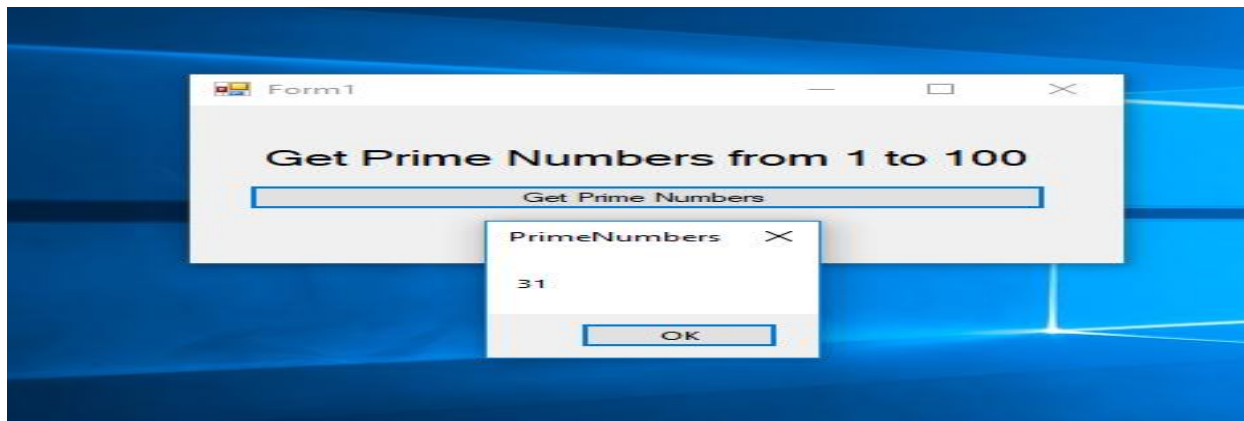 Form1
Get Prime Numbers from 1 to 100
Get Prime Numbers
PrimeNumbers
31
OK